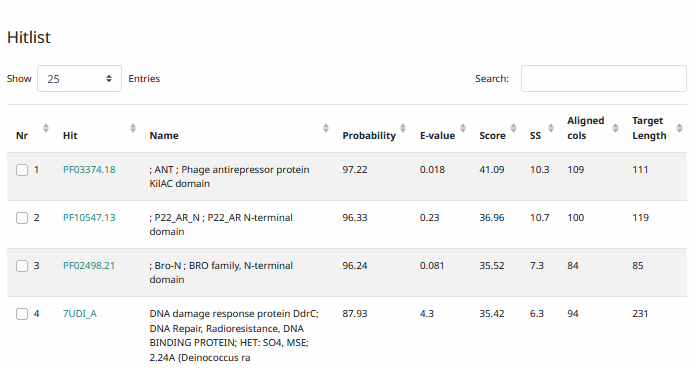 Hitlist
Show 25 Entries Search:
Nr Hit Name Probability E-value Score SS Aligned cols Target Length
1 PF03374.18 ; ANT ; Phage antirepressor protein 97.22 0.018 41.09 10.3 109 111
KilAC domain
2 PF10547.13 ; P22_AR_N ; P22_AR N-terminal 96.33 0.23 36.96 10.7 100 119
domain
3 PF02498.21 ; Bro-N ; BRO family, N-terminal 96.24 0.081 35.52 7.3 84 85
domain
4 7UDI_A DNA damage response protein DdrC; 87.93 4.3 35.42 6.3 94 231
DNA Repair, Radioresistance, DNA
BINDING PROTEIN; HET: SO4, MSE;
2.24A {Deinococcus ra